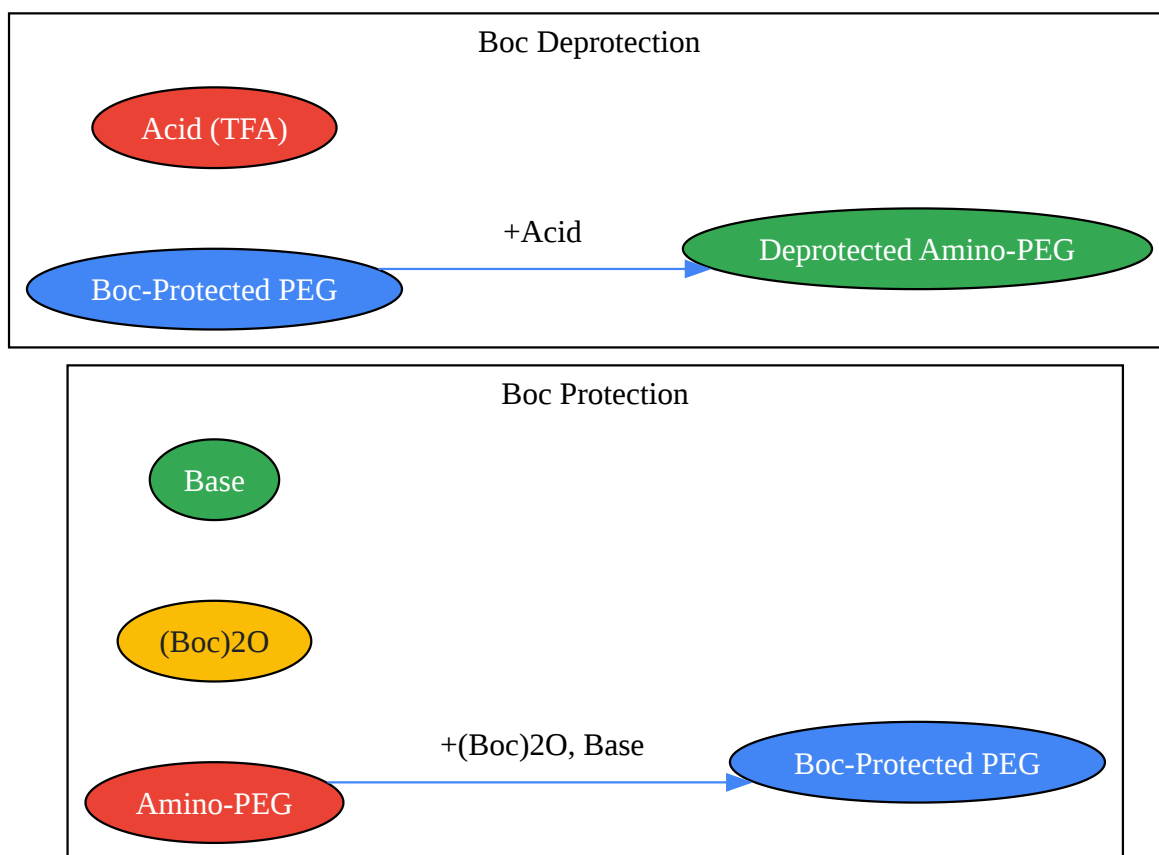 Boc Deprotection
Acid (TFA)
+Acid
Deprotected Amino-PEG
Boc-Protected PEG
Boc Protection
Base
(Boc)2O
+(Boc)2O, Base
Boc-Protected PEG
Amino-PEG